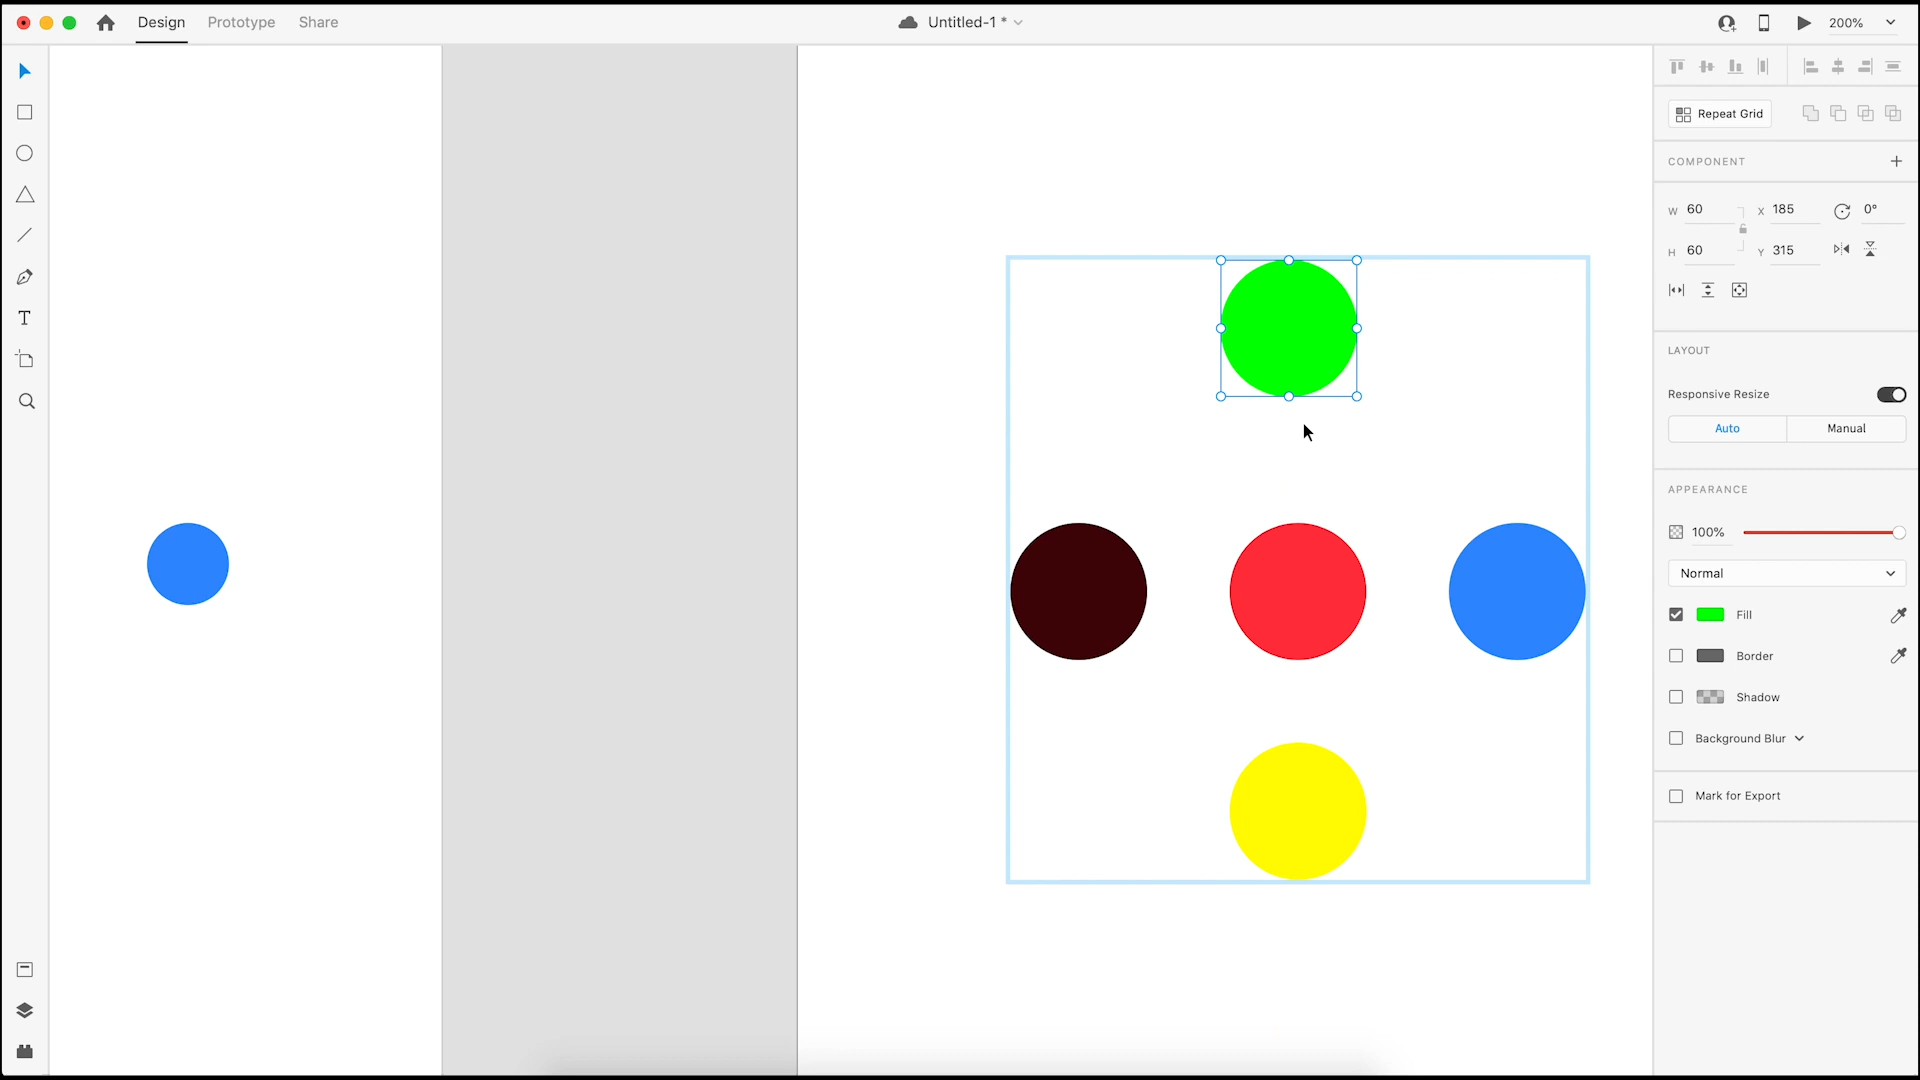 Design Prototype Share
Untitled-1 *
200%
Repeat Grid
COMPONENT
W 60 X 185 0°
H 60 Y 315
LAYOUT
Responsive Resize
Auto Manual
APPEARANCE
100%
Normal
Fill
Border
Shadow
Background Blur
Mark for Export